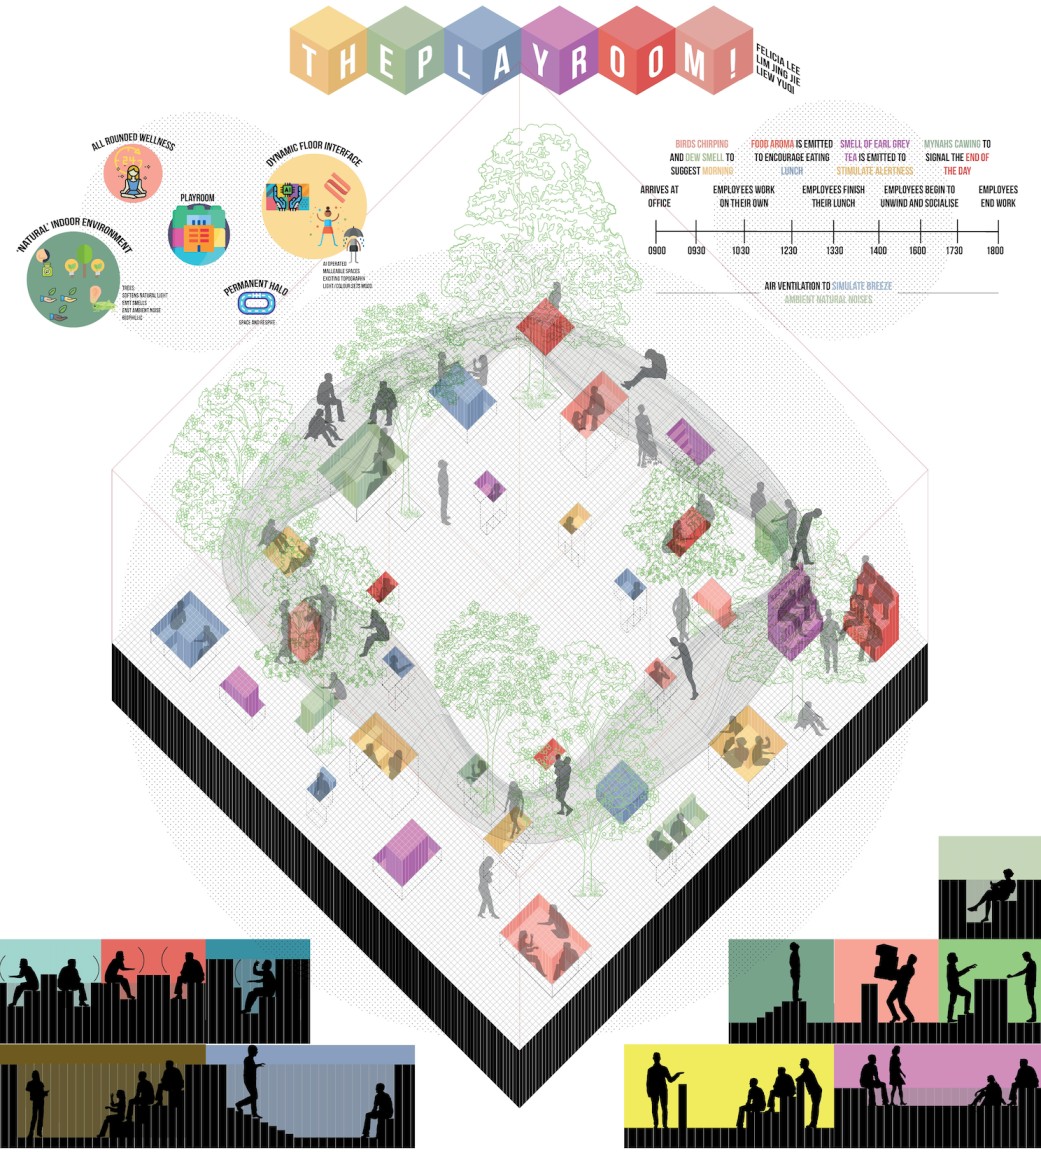 THEPLAYROOM!
FELICIA LEE
LIM JING JIE
LIEW YUQI
ALL ROUNDED WELLNESS
24
PLAYROOM
DYNAMIC FLOOR INTERFACE
AI
AI OPERATED
MALLEABLE SPACES
EXCITING TOPOGRAPHY
LIGHT/COLOUR SETS MOOD
'NATURAL' INDOOR ENVIRONMENT
TREES:
SOFTENS NATURAL LIGHT
EMIT SMELLS
CAST AMBIENT NOISE
BIOPHILIC
PERMANENT HALO
SPACE AND RESPITE
BIRDS CHIRPING
AND DEW SMELL TO
SUGGEST MORNING
FOOD AROMA IS EMITTED
TO ENCOURAGE EATING
LUNCH
SMELL OF EARL GREY
TEA IS EMITTED TO
STIMULATE ALERTNESS
MYNAHS CAWING TO
SIGNAL THE END OF
THE DAY
ARRIVES AT
OFFICE
EMPLOYEES WORK
ON THEIR OWN
EMPLOYEES FINISH
THEIR LUNCH
EMPLOYEES BEGIN TO
UNWIND AND SOCIALISE
EMPLOYEES
END WORK
0900 0930 1030 1230 1330 1400 1600 1730 1800
AIR VENTILATION TO SIMULATE BREEZE
AMBIENT NATURAL NOISES